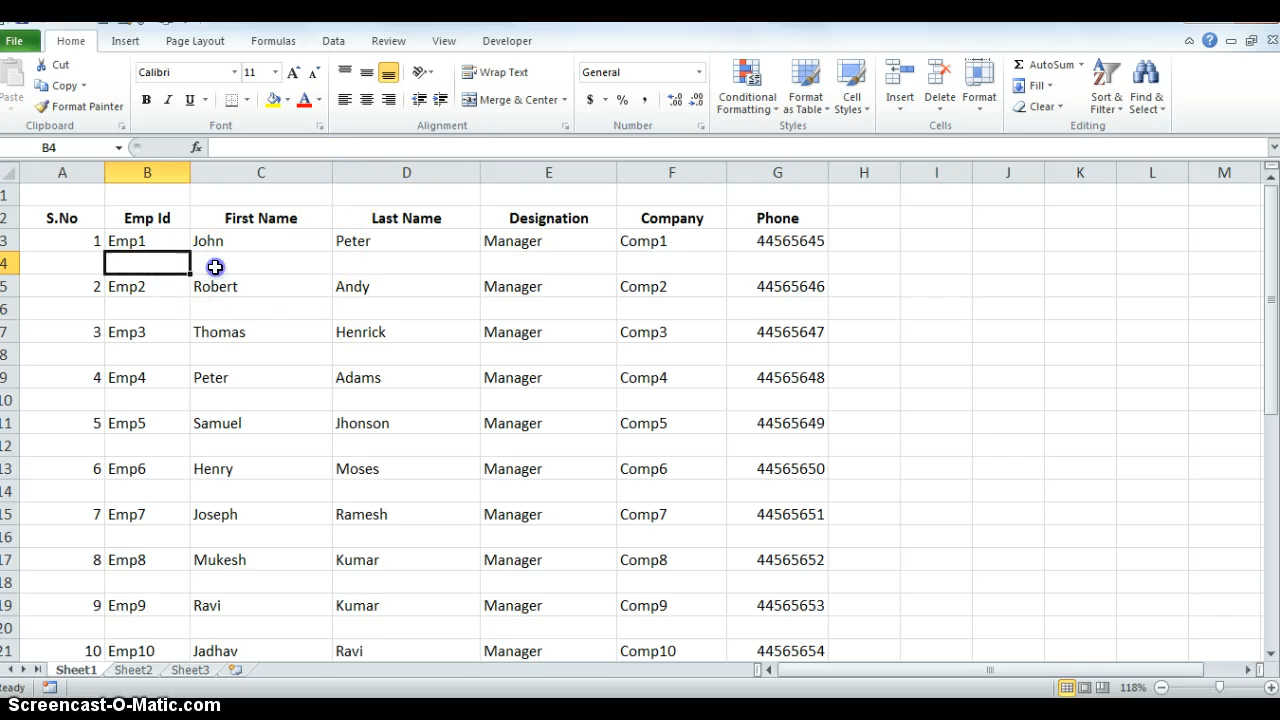 File Home Insert Page Layout Formulas Data Review View Developer
Cut
Copy
Format Painter
Paste
Clipboard
Calibri 11
B I U A
Font
Wrap Text
Merge & Center
Alignment
General
$ % ,
Number
Conditional Formatting
Format as Table
Cell Styles
Styles
Insert Delete Format
Cells
AutoSum
Fill
Clear
Sort & Filter
Find & Select
Editing
B4 fx
A B C D E F G H I J K L M
1
2 S.No Emp Id First Name Last Name Designation Company Phone
3 1 Emp1 John Peter Manager Comp1 44565645
4
5 2 Emp2 Robert Andy Manager Comp2 44565646
6
7 3 Emp3 Thomas Henrick Manager Comp3 44565647
8
9 4 Emp4 Peter Adams Manager Comp4 44565648
10
11 5 Emp5 Samuel Jhonson Manager Comp5 44565649
12
13 6 Emp6 Henry Moses Manager Comp6 44565650
14
15 7 Emp7 Joseph Ramesh Manager Comp7 44565651
16
17 8 Emp8 Mukesh Kumar Manager Comp8 44565652
18
19 9 Emp9 Ravi Kumar Manager Comp9 44565653
20
21 10 Emp10 Jadhav Ravi Manager Comp10 44565654
Sheet1 Sheet2 Sheet3
eady 118%
Screencast-O-Matic.com